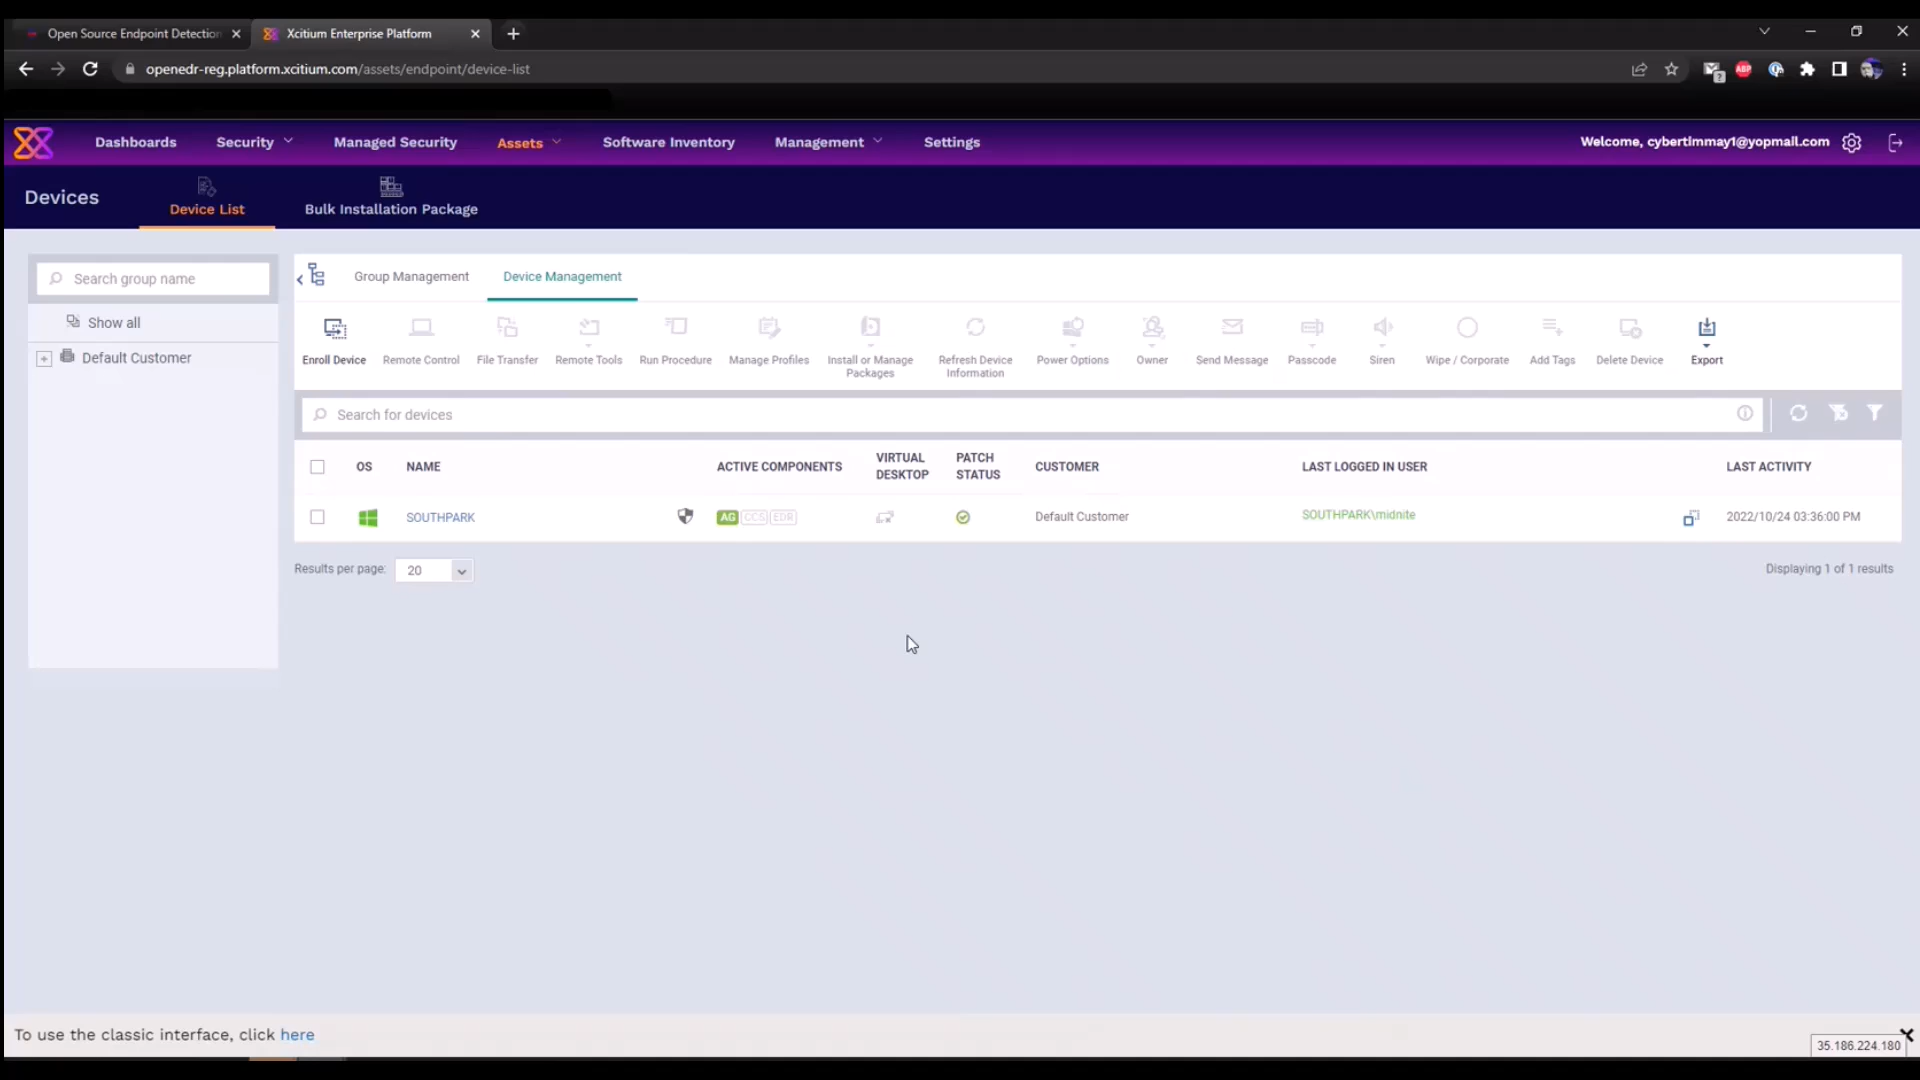 Open Source Endpoint Detection
Xcitium Enterprise Platform
openedr-reg.platform.xcitium.com/assets/endpoint/device-list
ABP
?
Dashboards
Security
Managed Security
Assets
Software Inventory
Management
Settings
Welcome, cybertimmay1@yopmail.com
Devices
Device List
Bulk Installation Package
Search group name
Show all
Default Customer
Group Management
Device Management
Enroll Device
Remote Control
File Transfer
Remote Tools
Run Procedure
Manage Profiles
Install or Manage
Packages
Refresh Device
Information
Power Options
Owner
Send Message
Passcode
Siren
Wipe / Corporate
Add Tags
Delete Device
Export
Search for devices
OS
NAME
ACTIVE COMPONENTS
VIRTUAL
DESKTOP
PATCH
STATUS
CUSTOMER
LAST LOGGED IN USER
LAST ACTIVITY
SOUTHPARK
AG CCS EDR
Default Customer
SOUTHPARK\midnite
2022/10/24 03:36:00 PM
Results per page: 20
Displaying 1 of 1 results
To use the classic interface, click here
35.186.224.180